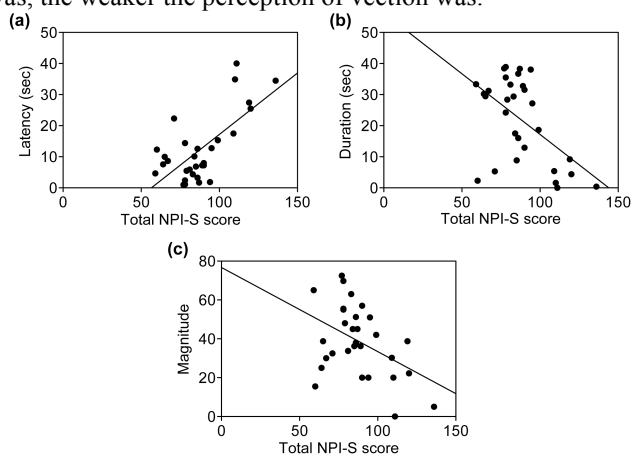 was, the weaker the perception of vection was.
(a)
Latency (sec)
50
40
30
20
10
0
0 50 100 150
Total NPI-S score
(b)
Duration (sec)
50
40
30
20
10
0
0 50 100 150
Total NPI-S score
(c)
Magnitude
80
60
40
20
0
0 50 100 150
Total NPI-S score